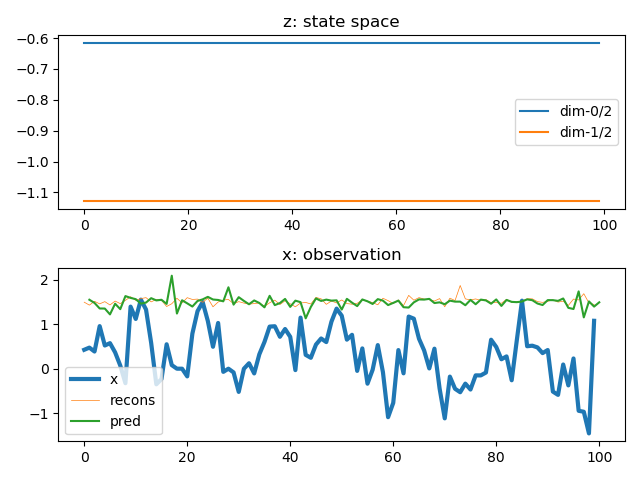 z: state space
−0.6
−0.7
−0.8
−0.9
−1.0
−1.1
dim-0/2
dim-1/2
0 20 40 60 80 100
x: observation
2
1
0
−1
x
recons
pred
0 20 40 60 80 100